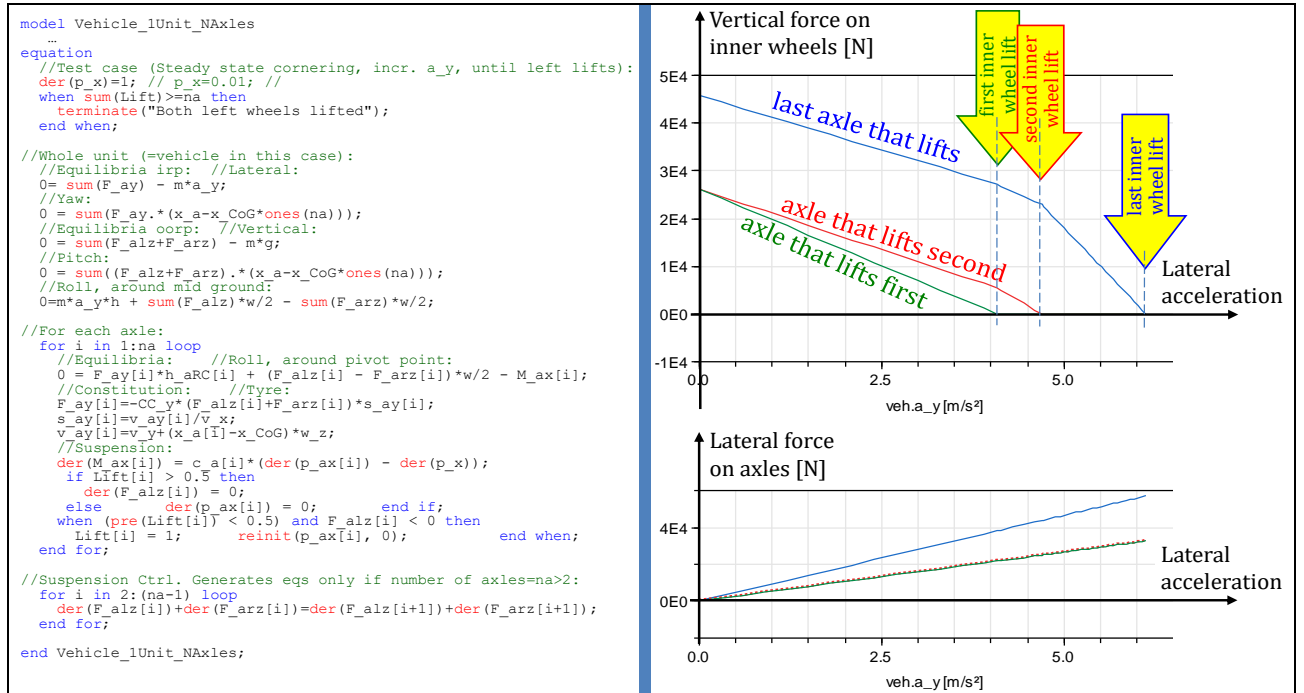 model Vehicle_1Unit_NAxles
…
equation
//Test case (Steady state cornering, incr. a_y, until left lifts):
der(p_x)=1; // p_x=0.01; //
when sum(Lift)>=na then
terminate("Both left wheels lifted");
end when;
//Whole unit (=vehicle in this case):
//Equilibria irp: //Lateral:
0= sum(F_ay) - m*a_y;
//Yaw:
0 = sum(F_ay.*(x_a-x_CoG*ones(na)));
//Equilibria oorp: //Vertical:
0 = sum(F_alz+F_arz) - m*g;
//Pitch:
0 = sum((F_alz+F_arz).*(x_a-x_CoG*ones(na)));
//Roll, around mid ground:
0=m*a_y*h + sum(F_alz)*w/2 - sum(F_arz)*w/2;
//For each axle:
for i in 1:na loop
//Equilibria: //Roll, around pivot point:
0 = F_ay[i]*h_aRC[i] + (F_alz[i] - F_arz[i])*w/2 - M_ax[i];
//Constitution: //Tyre:
F_ay[i]=-CC_y*(F_alz[i]+F_arz[i])*s_ay[i];
s_ay[i]=v_ay[i]/v_x;
v_ay[i]=v_y+(x_a[i]-x_CoG)*w_z;
//Suspension:
der(M_ax[i]) = c_a[i]*(der(p_ax[i]) - der(p_x));
if Lift[i] > 0.5 then
der(F_alz[i]) = 0;
else der(p_ax[i]) = 0; end if;
when (pre(Lift[i]) < 0.5) and F_alz[i] < 0 then
Lift[i] = 1; reinit(p_ax[i], 0); end when;
end for;
//Suspension Ctrl. Generates eqs only if number of axles=na>2:
for i in 2:(na-1) loop
der(F_alz[i])+der(F_arz[i])=der(F_alz[i+1])+der(F_arz[i+1]);
end for;
end Vehicle_1Unit_NAxles;
Vertical force on
inner wheels [N]
first inner
wheel lift
second inner
wheel lift
last inner
wheel lift
5E4
4E4
3E4
2E4
1E4
0E0
-1E4
last axle that lifts
axle that lifts second
axle that lifts first
Lateral
acceleration
0.0
2.5
5.0
veh.a_y [m/s²]
Lateral force
on axles [N]
4E4
0E0
Lateral
acceleration
0.0
2.5
5.0
veh.a_y [m/s²]